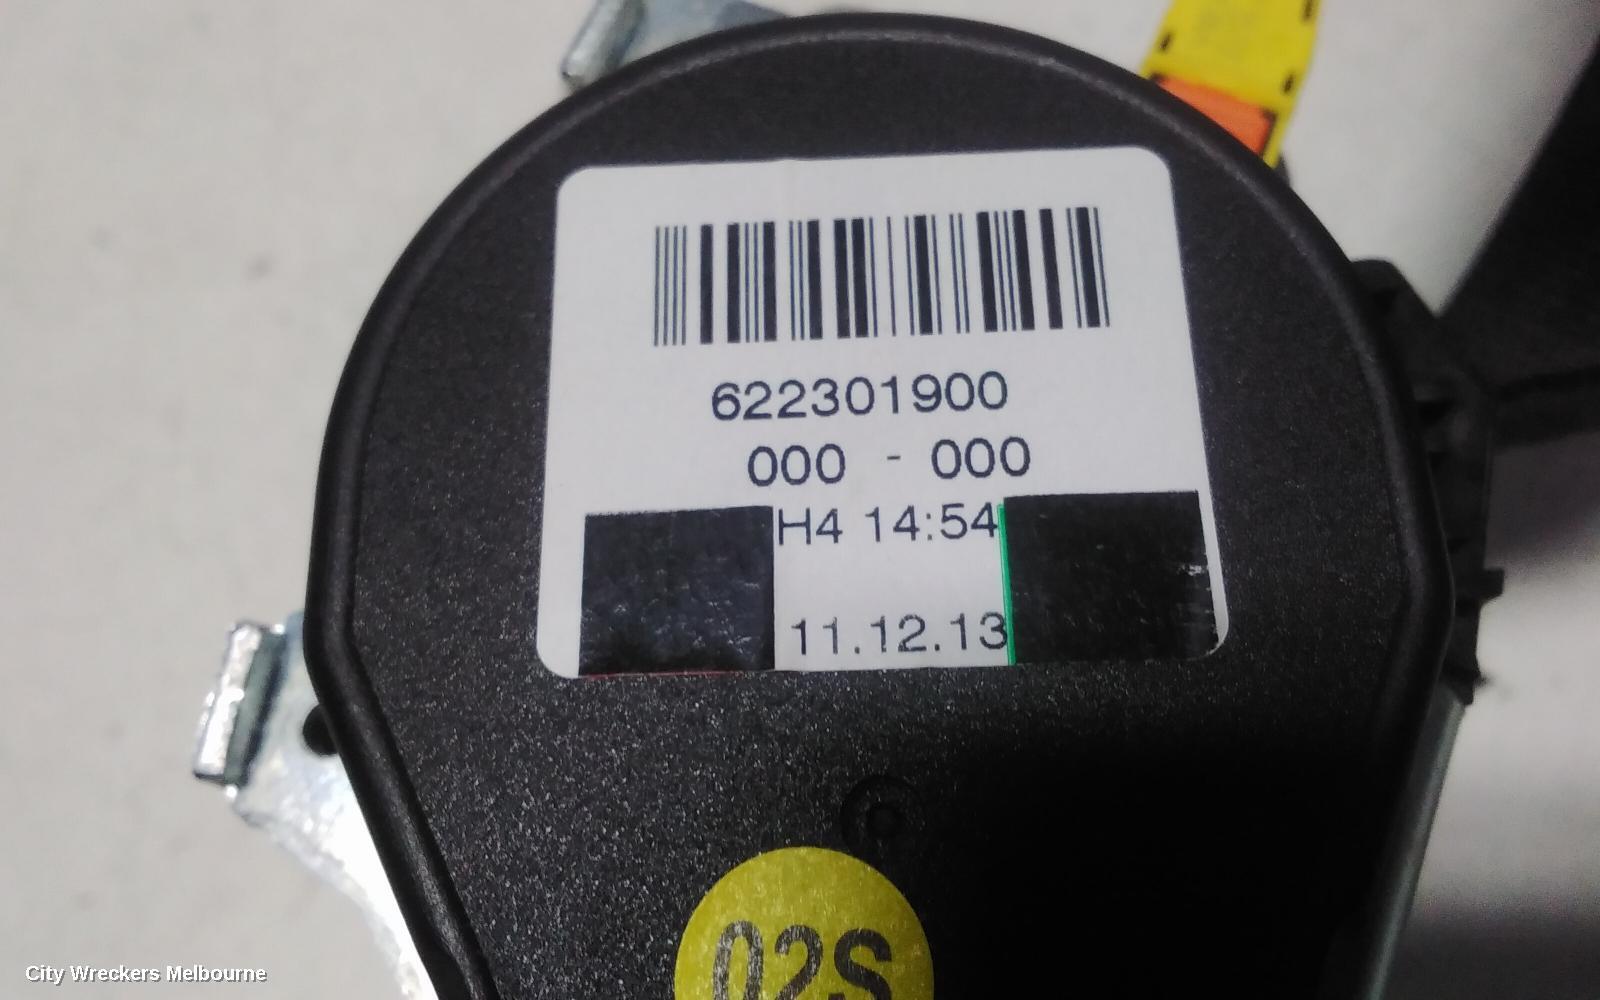 622301900
000 - 000
H4 14:54
11.12.13
02S
City Wreckers Melbourne